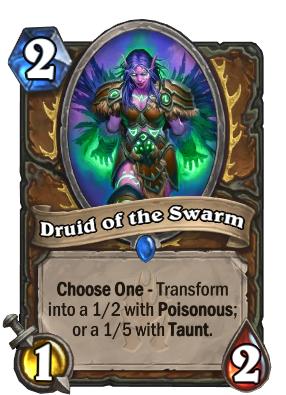 2
Druid of the Swarm
Choose One - Transform
into a 1/2 with Poisonous;
or a 1/5 with Taunt.
1
2